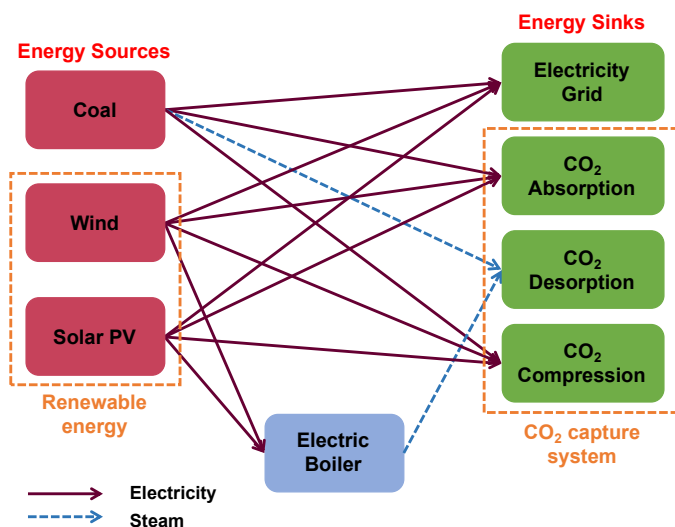 Energy Sources
Energy Sinks
Coal
Wind
Solar PV
Renewable
energy
Electric
Boiler
Electricity
Grid
CO₂
Absorption
CO₂
Desorption
CO₂
Compression
CO₂ capture
system
Electricity
Steam